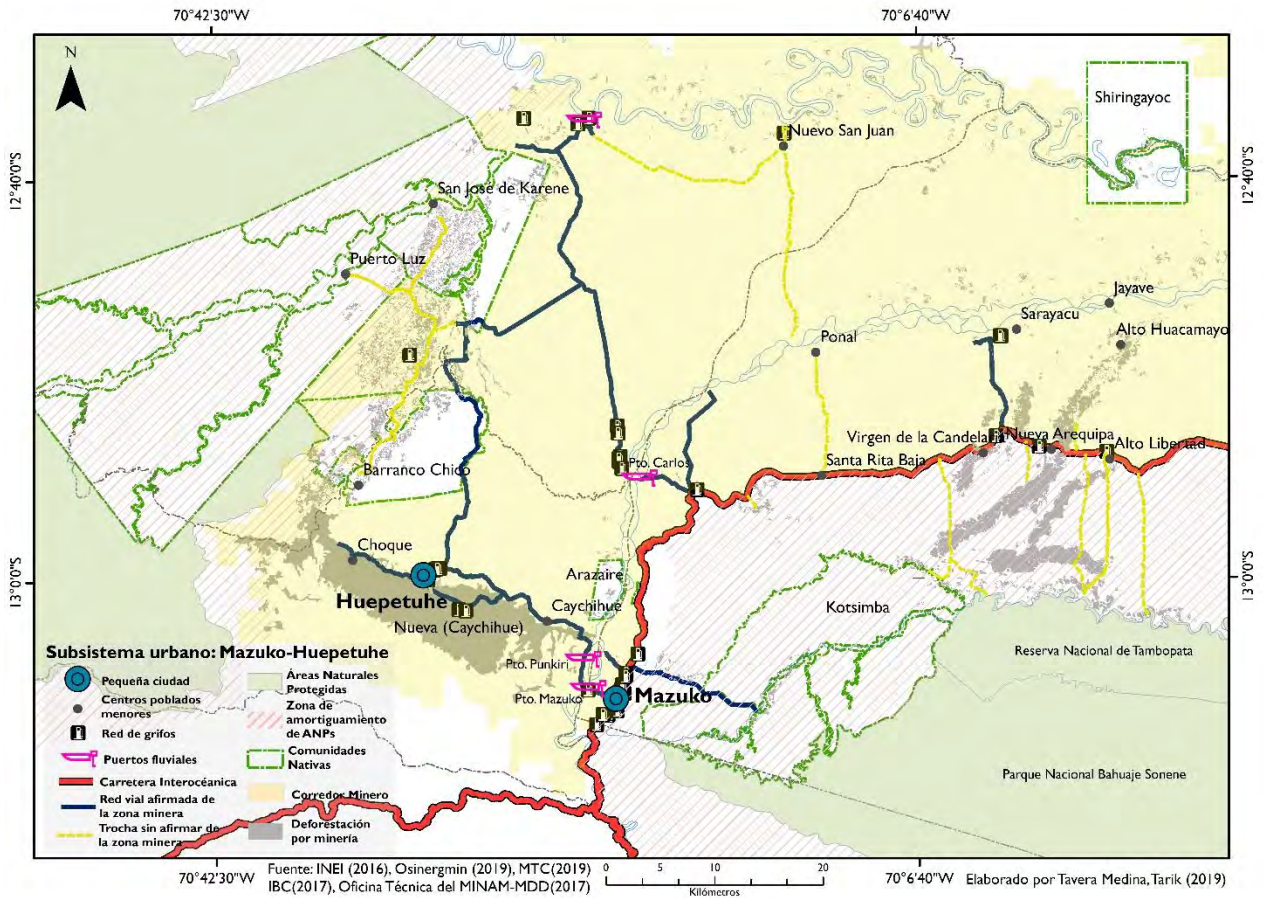 70°42'30"W
70°6'40"W
N
Shiringayoc
Nuevo San Juan
12°40'0"S
12°40'0"S
San José de Karene
Puerto Luz
Jayave
Sarayacu
Ponal
Alto Huacamayo
Virgen de la Candela
Nueva Arequipa
Alto Libertad
Pto. Carlos
Santa Rita Baja
Barranco Chico
Choque
Arazaire
13°0'0"S
13°0'0"S
Huepetuhe
Caychihue
Kotsimba
Nueva (Caychihue)
Subsistema urbano: Mazuko-Huepetuhe
Pto. Punkiri
Reserva Nacional de Tambopata
Pto. Mazuko
Mazuko
Parque Nacional Bahuaje Sonene
Pequeña ciudad
Centros poblados
menores
Red de grifos
Puertos fluviales
Carretera Interocéanica
Red vial afirmada de
la zona minera
Trocha sin afirmar de
la zona minera
Áreas Naturales
Protegidas
Zona de
amortiguamiento
de ANPs
Comunidades
Nativas
Corredor Minero
Deforestación
por minería
70°42'30"W
Fuente: INEI (2016), Osinergmin (2019), MTC(2019)
IBC(2017), Oficina Técnica del MINAM-MDD(2017)
0 5 10 20
Kilómetros
70°6'40"W
Elaborado por Tavera Medina, Tarik (2019)